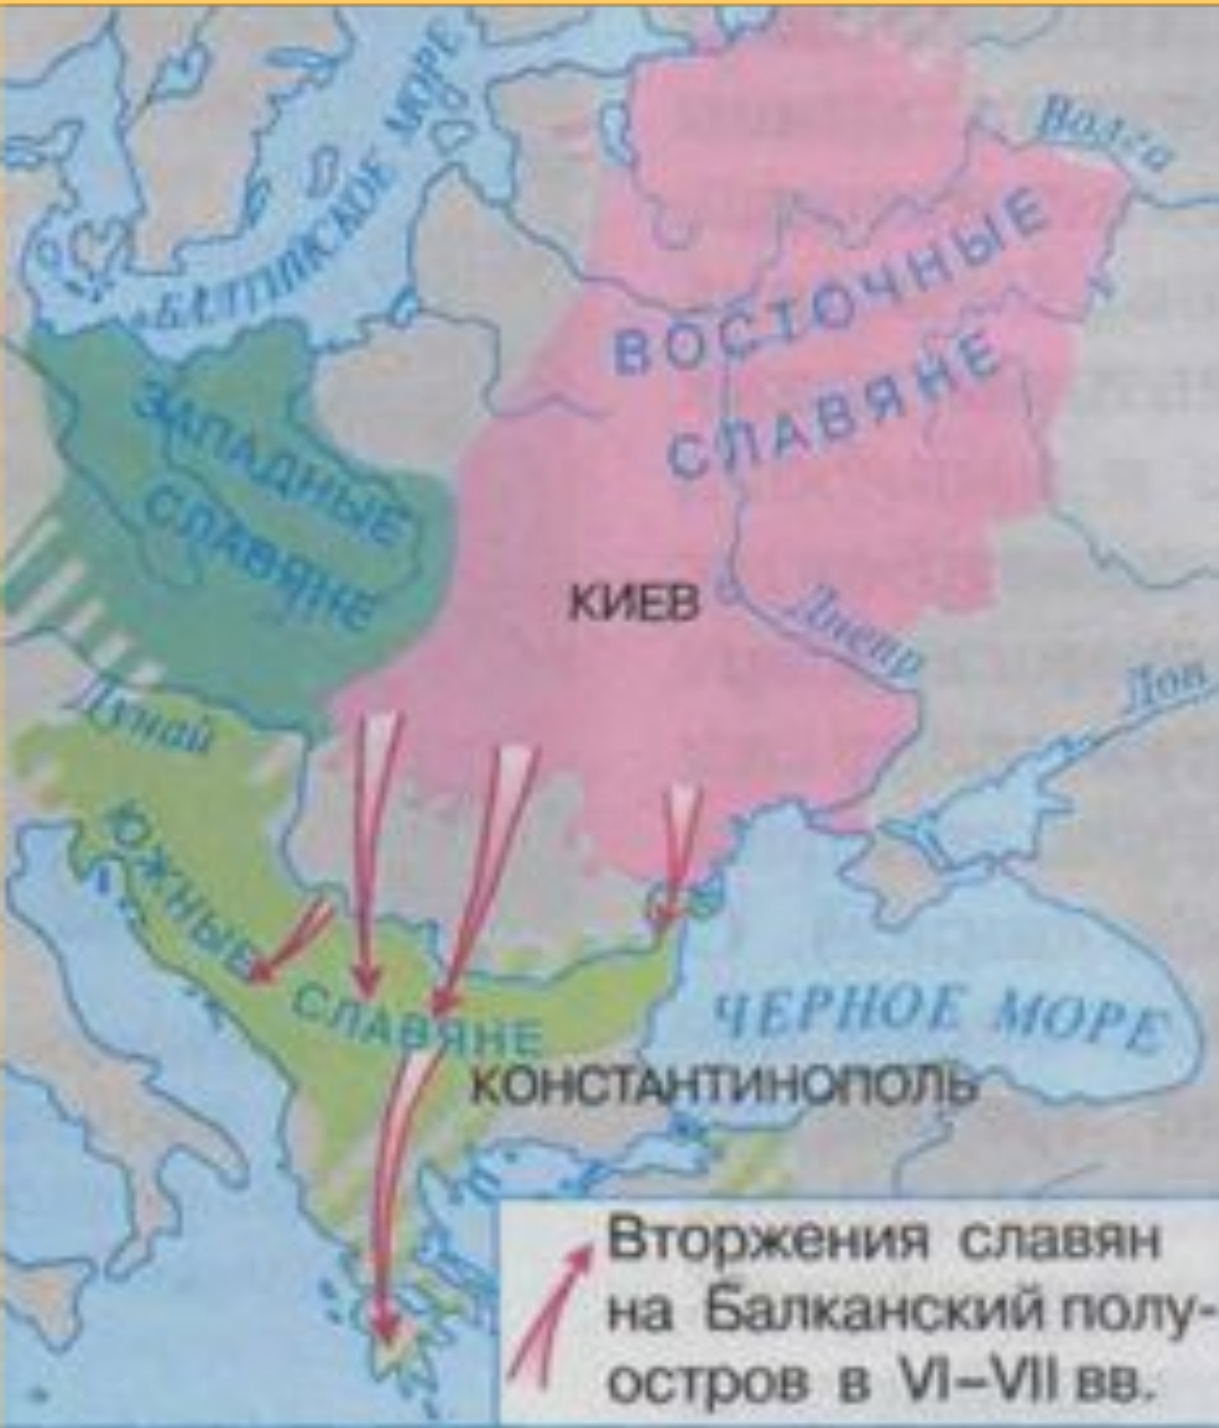 БАЛТИЙСКОЕ МОРЕ
Волга
ВОСТОЧНЫЕ
СЛАВЯНЕ
ЗАПАДНЫЕ
СЛАВЯНЕ
КИЕВ
Днепр
Дон
Дунай
ЮЖНЫЕ
СЛАВЯНЕ
ЧЕРНОЕ МОРЕ
КОНСТАНТИНОПОЛЬ
Вторжения славян
на Балканский полу-
остров в VI–VII вв.